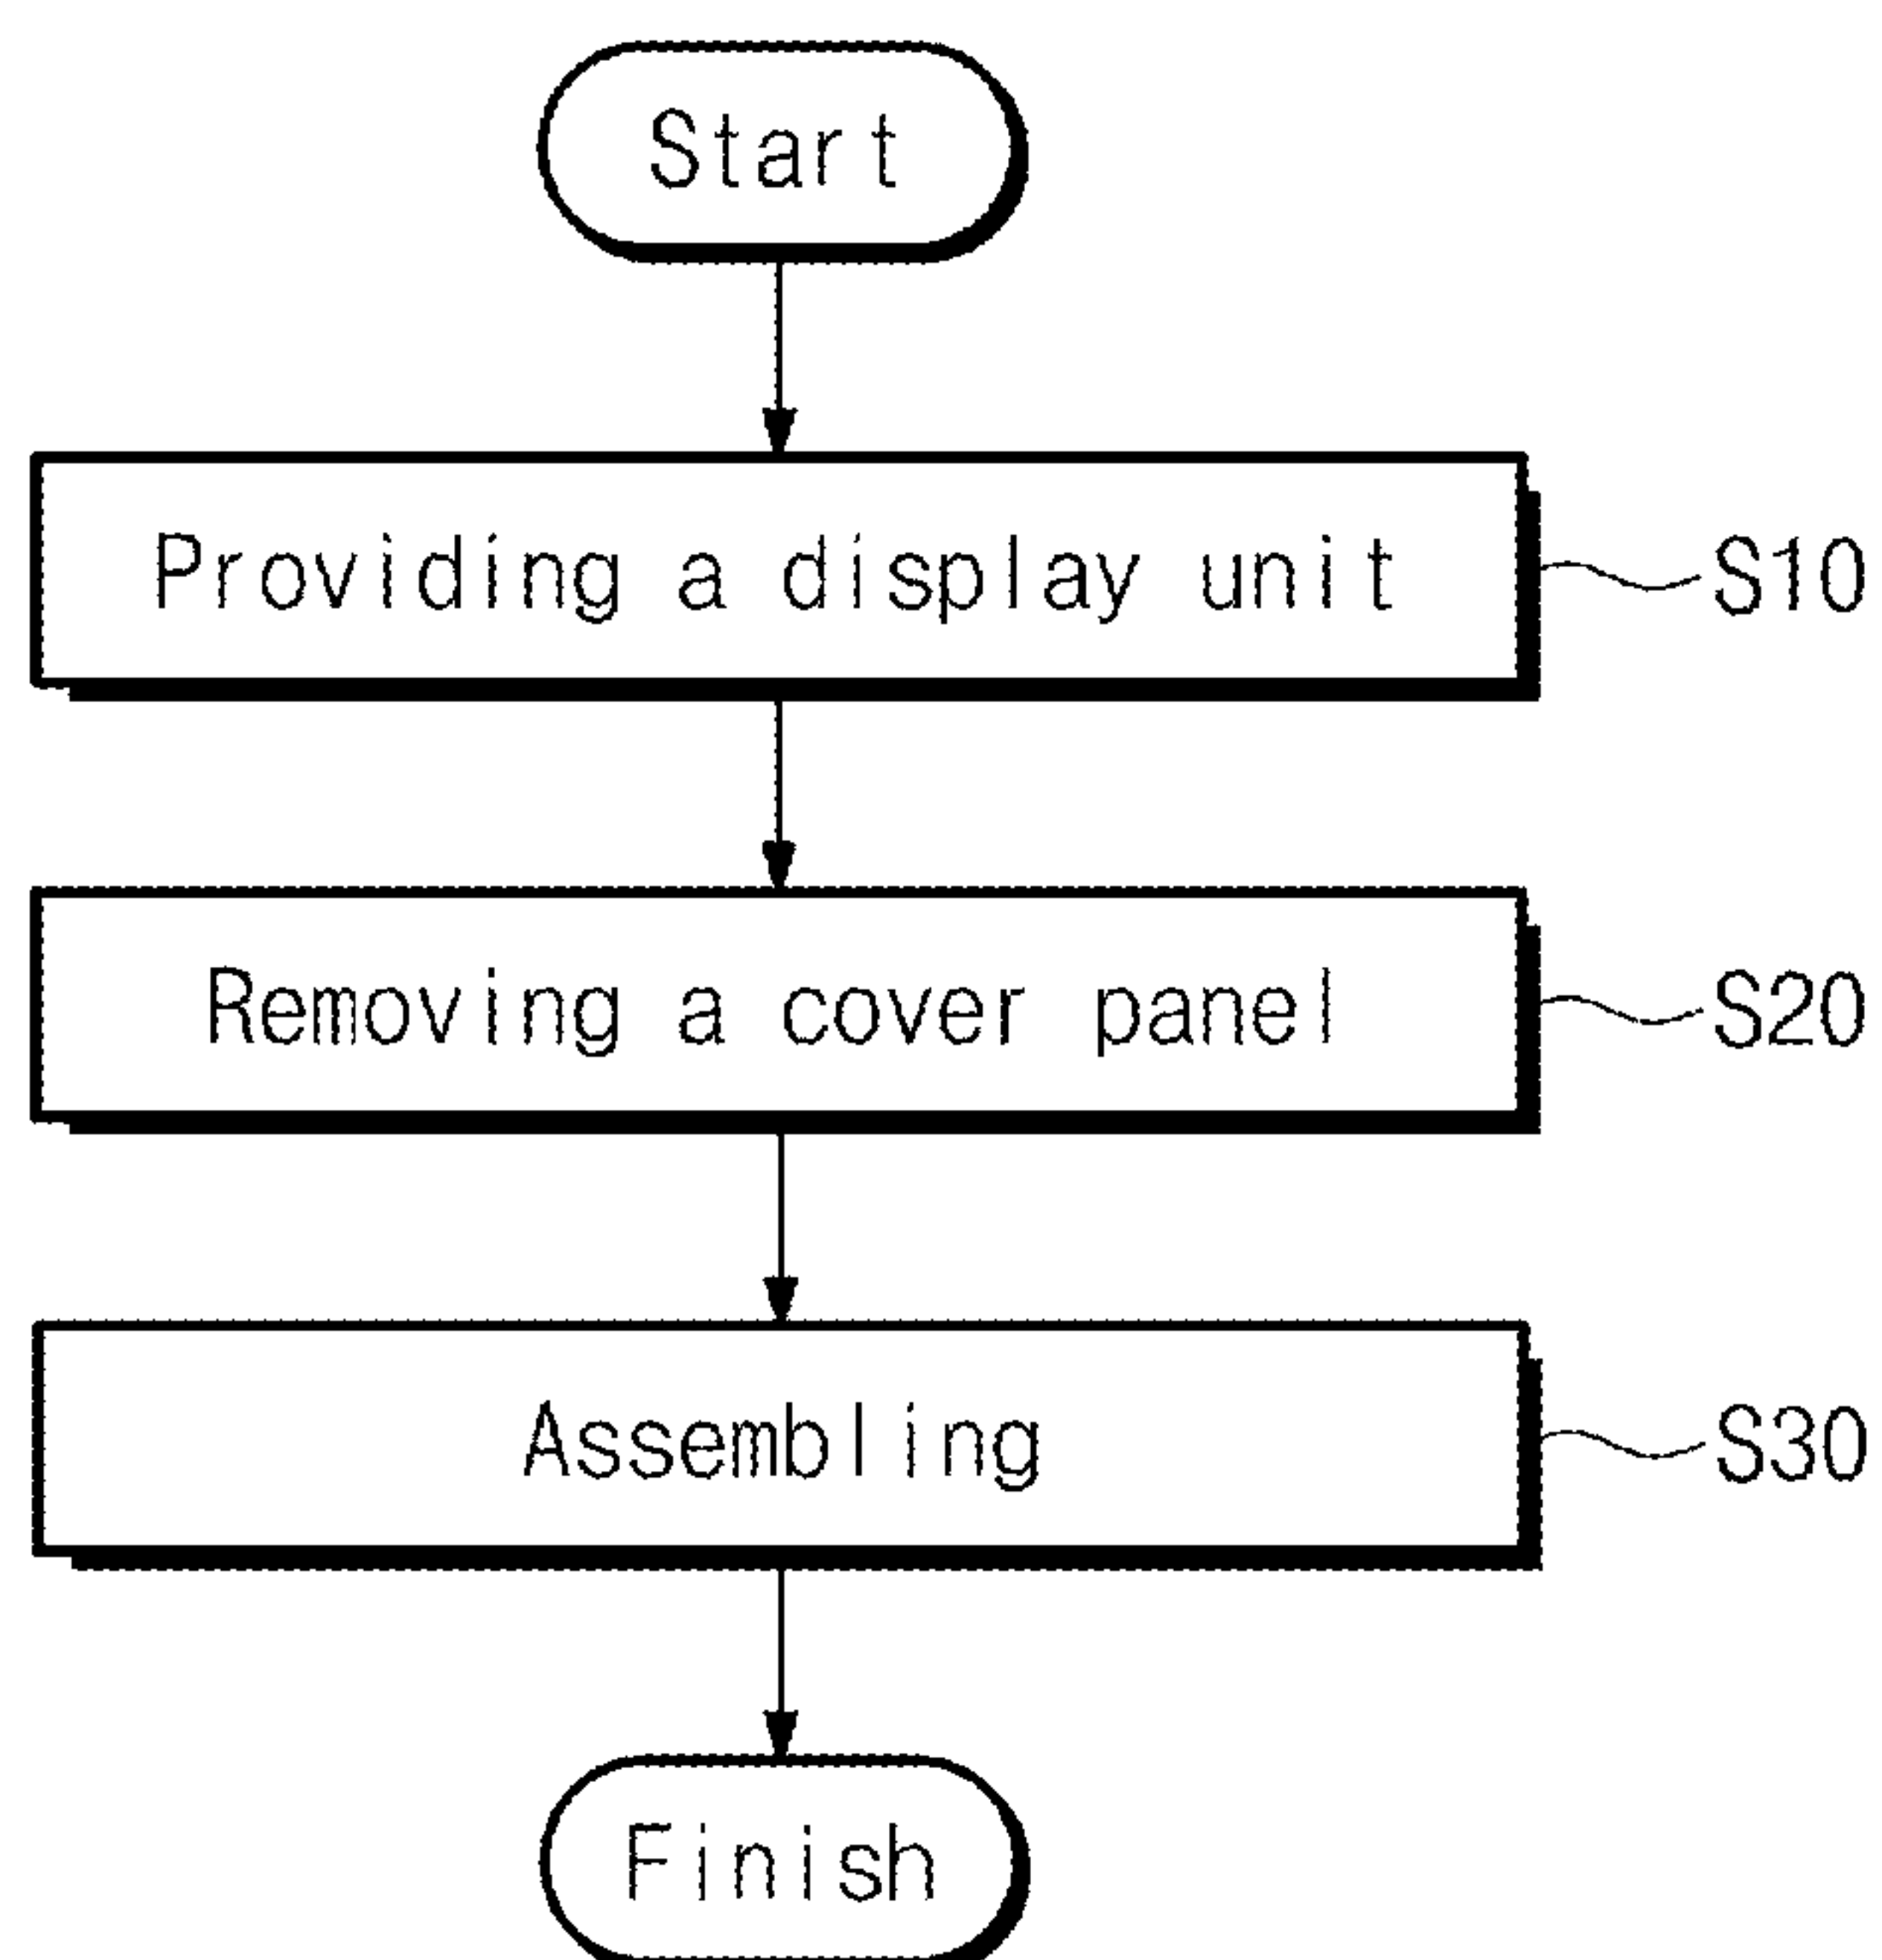 Start
Providing a display unit
S10
Removing a cover panel
S20
Assembling
S30
Finish